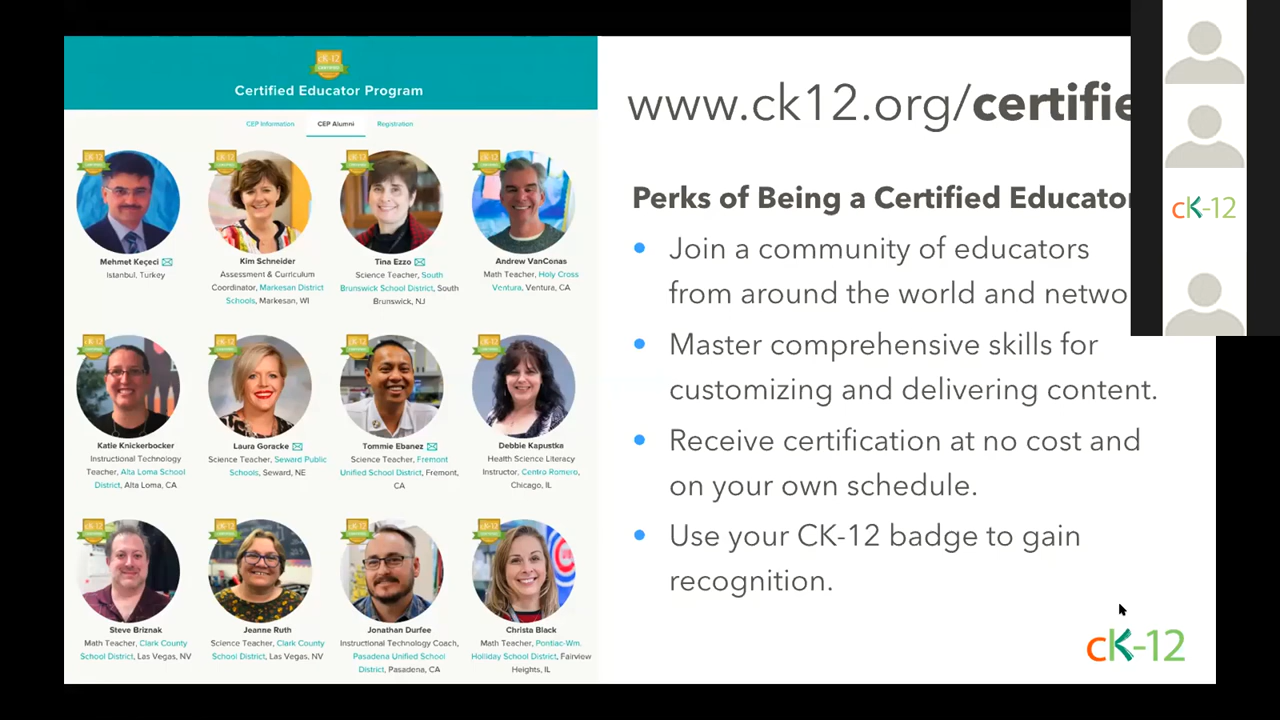 cK-12
CERTIFIED
Certified Educator Program
CEP Information
CEP Alumni
Registration
Mehmet Keçeci
Istanbul, Turkey
Kim Schneider
Assessment & Curriculum
Coordinator, Markesan District
Schools, Markesan, WI
Tina Ezzo
Science Teacher, South
Brunswick School District, South
Brunswick, NJ
Andrew VanConas
Math Teacher, Holy Cross
Ventura, Ventura, CA
Katie Knickerbocker
Instructional Technology
Teacher, Alta Loma School
District, Alta Loma, CA
Laura Goracke
Science Teacher, Seward Public
Schools, Seward, NE
Tommie Ebanez
Science Teacher, Fremont
Unified School District, Fremont,
CA
Debbie Kapustka
Health Science Literacy
Instructor, Centro Romero,
Chicago, IL
Steve Briznak
Math Teacher, Clark County
School District, Las Vegas, NV
Jeanne Ruth
Science Teacher, Clark County
School District, Las Vegas, NV
Jonathan Durfee
Instructional Technology Coach,
Pasadena Unified School
District, Pasadena, CA
Christa Black
Math Teacher, Pontiac-Wm.
Holliday School District, Fairview
Heights, IL
www.ck12.org/certifie
Perks of Being a Certified Educator
• Join a community of educators
from around the world and netwo
• Master comprehensive skills for
customizing and delivering content.
• Receive certification at no cost and
on your own schedule.
• Use your CK-12 badge to gain
recognition.
cK-12
cK-12